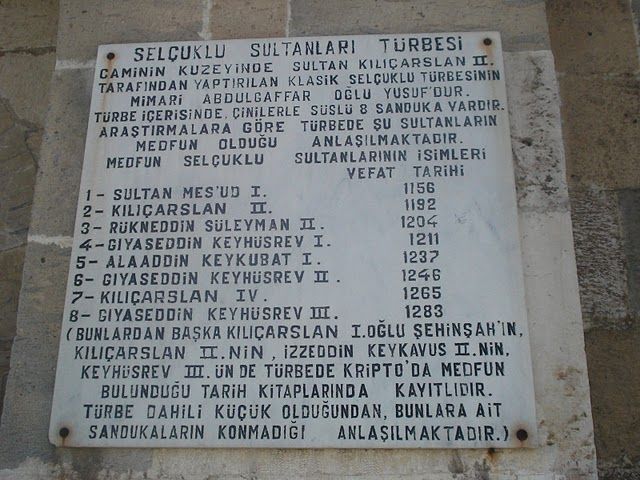 SELÇUKLU SULTANLARI TÜRBESİ
CAMİNİN KUZEYİNDE SULTAN KILIÇARSLAN II.
TARAFINDAN YAPTIRILAN KLASİK SELÇUKLU TÜRBESİNİN
MİMARİ ABDULGAFFAR OĞLU YUSUF'DUR.
TÜRBE İÇERİSİNDE, ÇİNİLERLE SÜSLÜ 8 SANDUKA VARDIR.
ARAŞTIRMALARA GÖRE TÜRBEDE ŞU SULTANLARIN
MEDFUN OLDUĞU ANLAŞILMAKTADIR.
MEDFUN SELÇUKLU SULTANLARININ İSİMLERİ
VEFAT TARİHİ
1- SULTAN MES'UD I. 1156
2- KILIÇARSLAN II. 1192
3- RÜKNEDDİN SÜLEYMAN II. 1204
4- GIYASEDDİN KEYHÜSREV I. 1211
5- ALAADDİN KEYKUBAT I. 1237
6- GIYASEDDİN KEYHÜSREV II. 1246
7- KILIÇARSLAN IV. 1265
8- GIYASEDDİN KEYHÜSREV III. 1283
(BUNLARDAN BAŞKA KILIÇARSLAN I.OĞLU ŞEHİNŞAH'IN,
KILIÇARSLAN II.NİN, İZZEDDİN KEYKAVUS II.NİN,
KEYHÜSREV III.ÜN DE TÜRBEDE KRİPTO'DA MEDFUN
BULUNDUĞU TARİH KİTAPLARINDA KAYITLIDIR.
TÜRBE DAHİLİ KÜÇÜK OLDUĞUNDAN, BUNLARA AİT
SANDUKALARIN KONMADIĞI ANLAŞILMAKTADIR.)